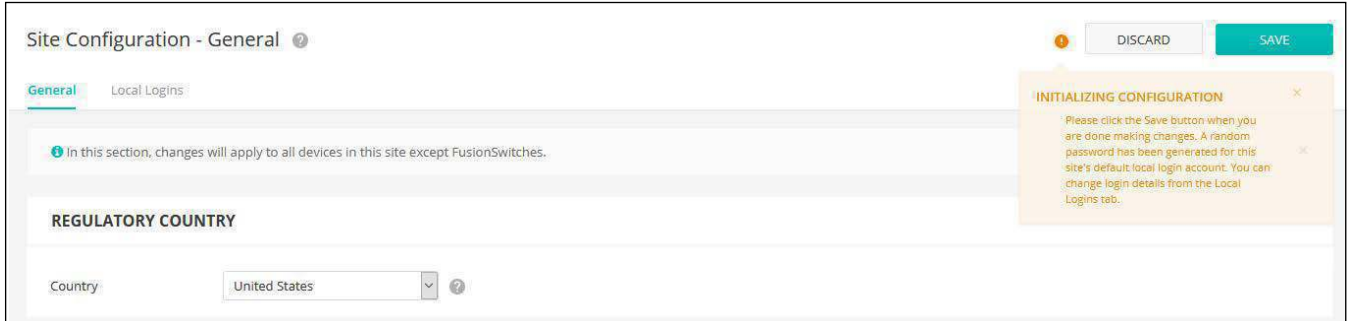 Site Configuration - General
DISCARD
SAVE
General
Local Logins
INITIALIZING CONFIGURATION
Please click the Save button when you
are done making changes. A random
password has been generated for this
site's default local login account. You can
change login details from the Local
Logins tab.
In this section, changes will apply to all devices in this site except FusionSwitches.
REGULATORY COUNTRY
Country
United States